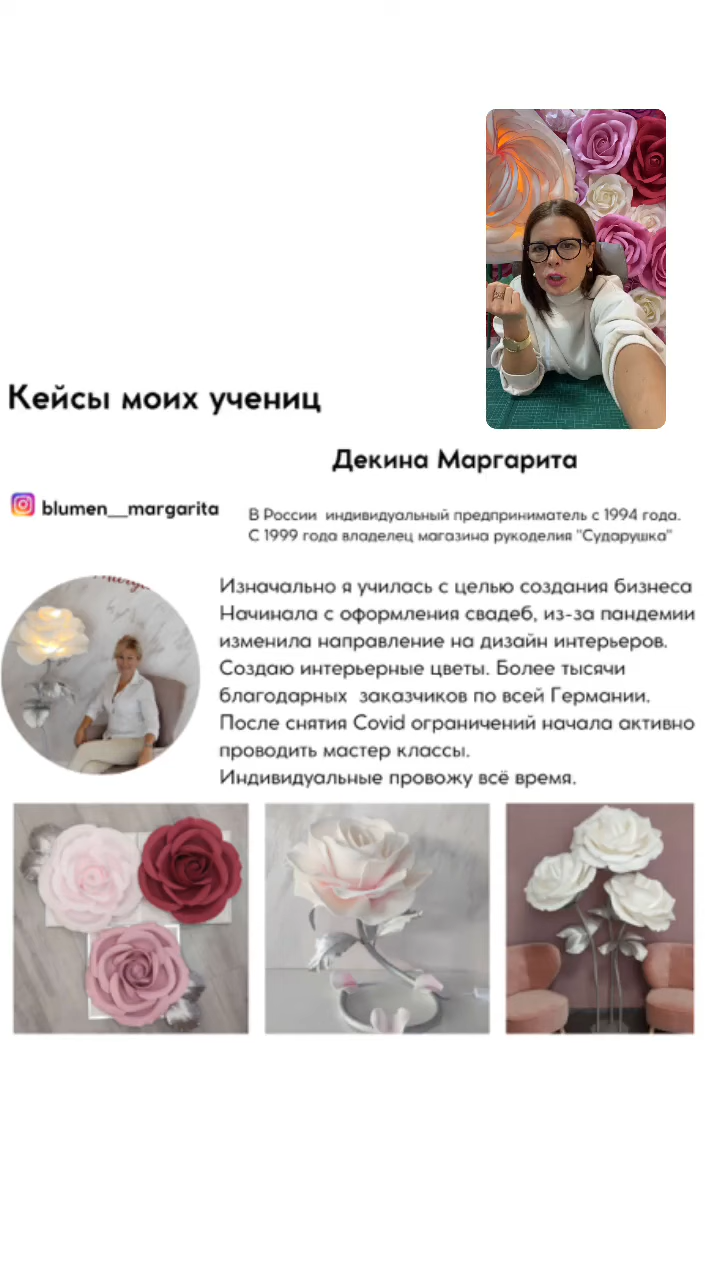 Кейсы моих учениц
Декина Маргарита
blumen__margarita
В России индивидуальный предприниматель с 1994 года.
С 1999 года владелец магазина рукоделия "Сударушка"
Изначально я училась с целью создания бизнеса
Начинала с оформления свадеб, из-за пандемии
изменила направление на дизайн интерьеров.
Создаю интерьерные цветы. Более тысячи
благодарных заказчиков по всей Германии.
После снятия Covid ограничений начала активно
проводить мастер классы.
Индивидуальные провожу всё время.